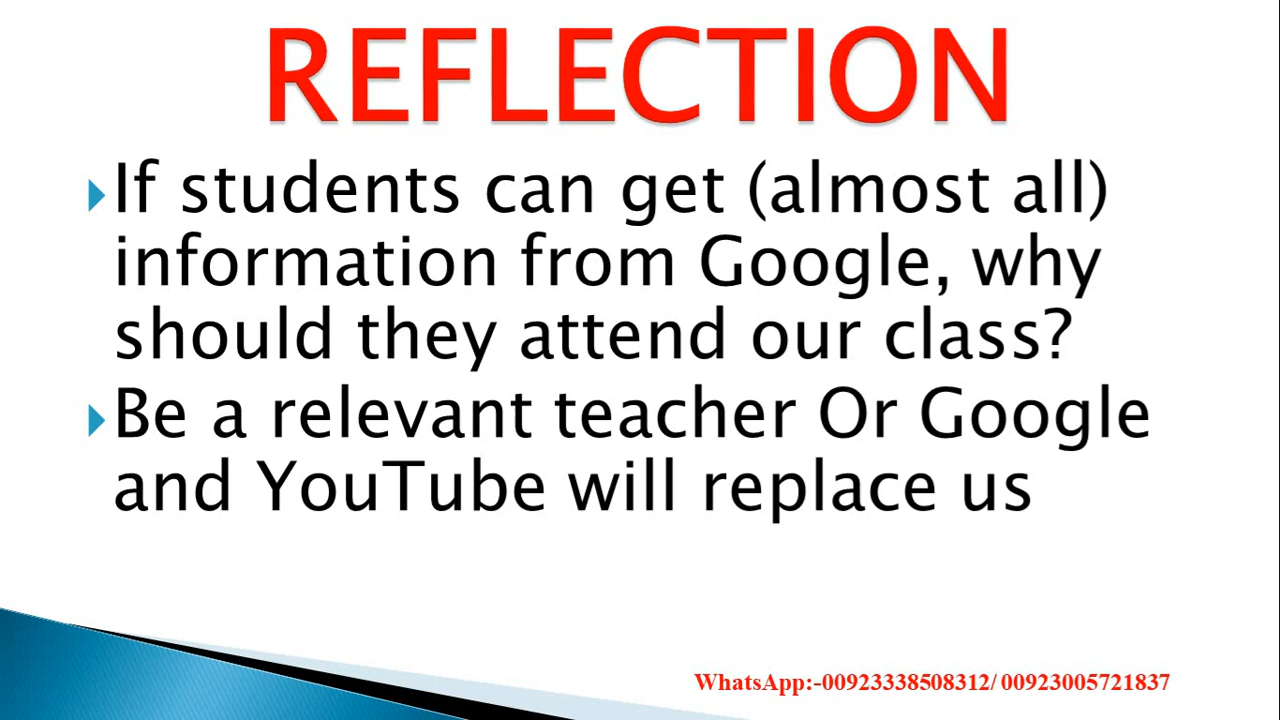 REFLECTION
If students can get (almost all)
information from Google, why
should they attend our class?
Be a relevant teacher Or Google
and YouTube will replace us
WhatsApp:-00923338508312/ 00923005721837